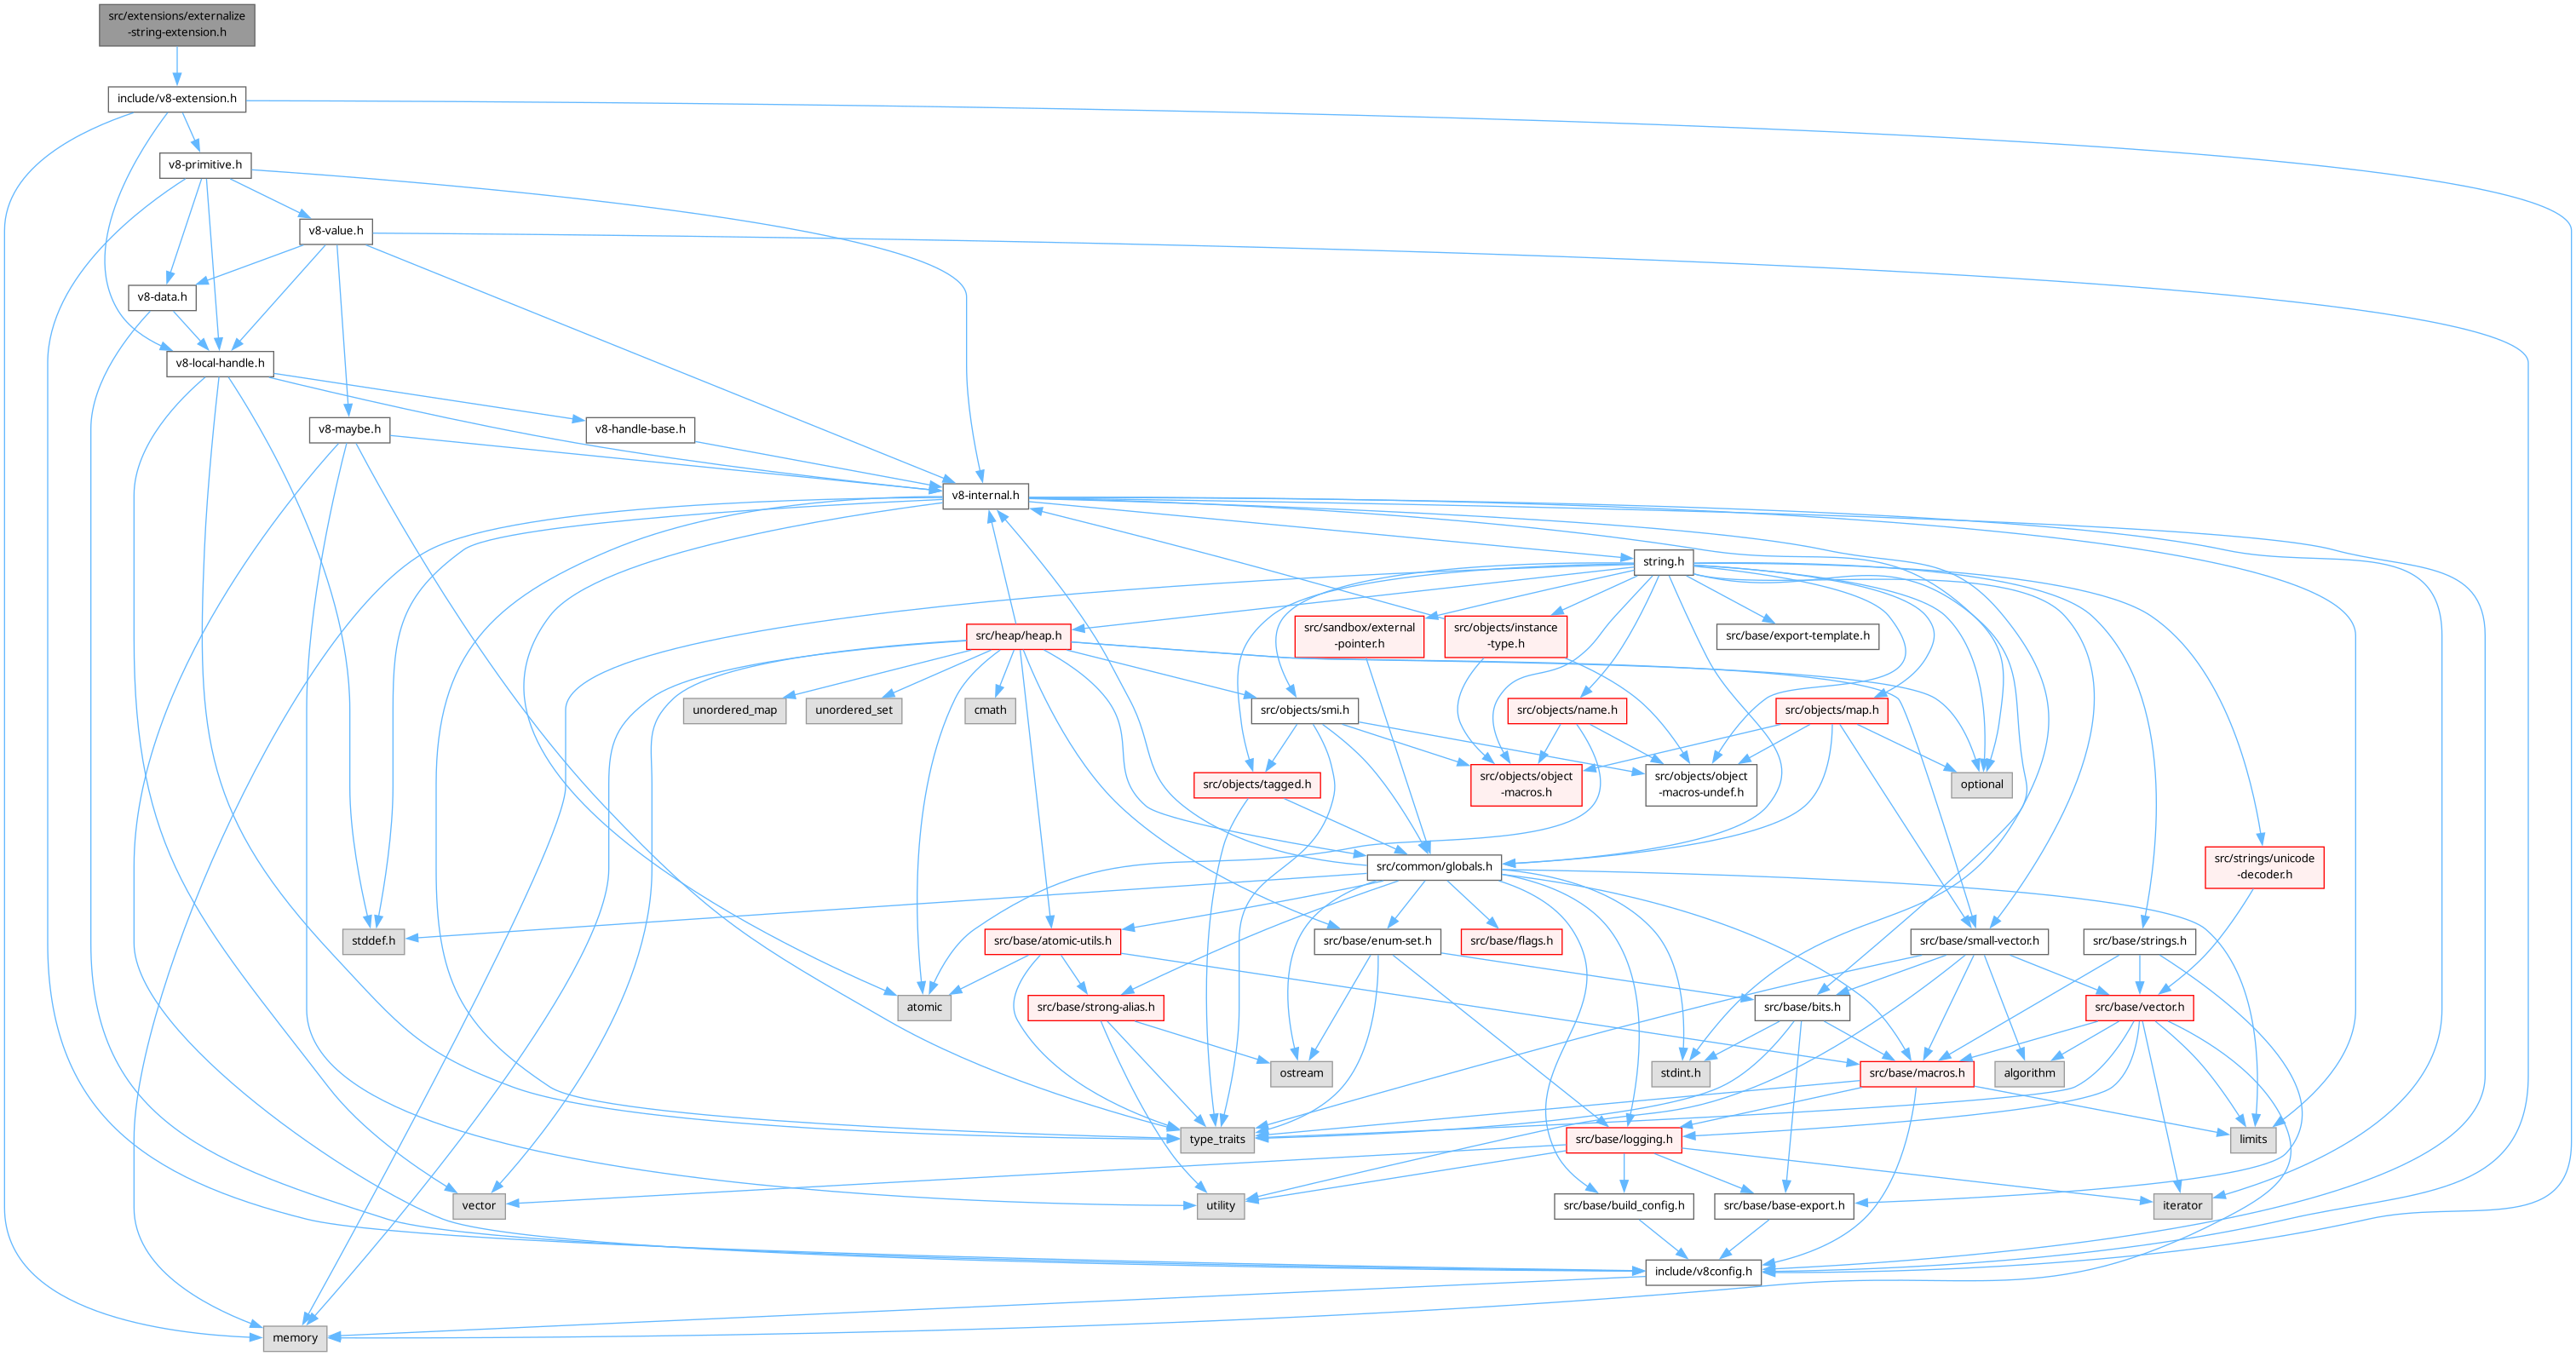 src/extensions/externalize
-string-extension.h
include/v8-extension.h
v8-primitive.h
v8-value.h
v8-data.h
v8-local-handle.h
v8-maybe.h
v8-handle-base.h
v8-internal.h
string.h
src/heap/heap.h
src/sandbox/external
-pointer.h
src/objects/instance
-type.h
src/base/export-template.h
unordered_map
unordered_set
cmath
src/objects/smi.h
src/objects/name.h
src/objects/map.h
src/objects/tagged.h
src/objects/object
-macros.h
src/objects/object
-macros-undef.h
optional
src/common/globals.h
src/strings/unicode
-decoder.h
stddef.h
src/base/atomic-utils.h
src/base/enum-set.h
src/base/flags.h
src/base/small-vector.h
src/base/strings.h
atomic
src/base/strong-alias.h
src/base/bits.h
src/base/vector.h
ostream
stdint.h
src/base/macros.h
algorithm
type_traits
src/base/logging.h
limits
vector
utility
src/base/build_config.h
src/base/base-export.h
iterator
include/v8config.h
memory